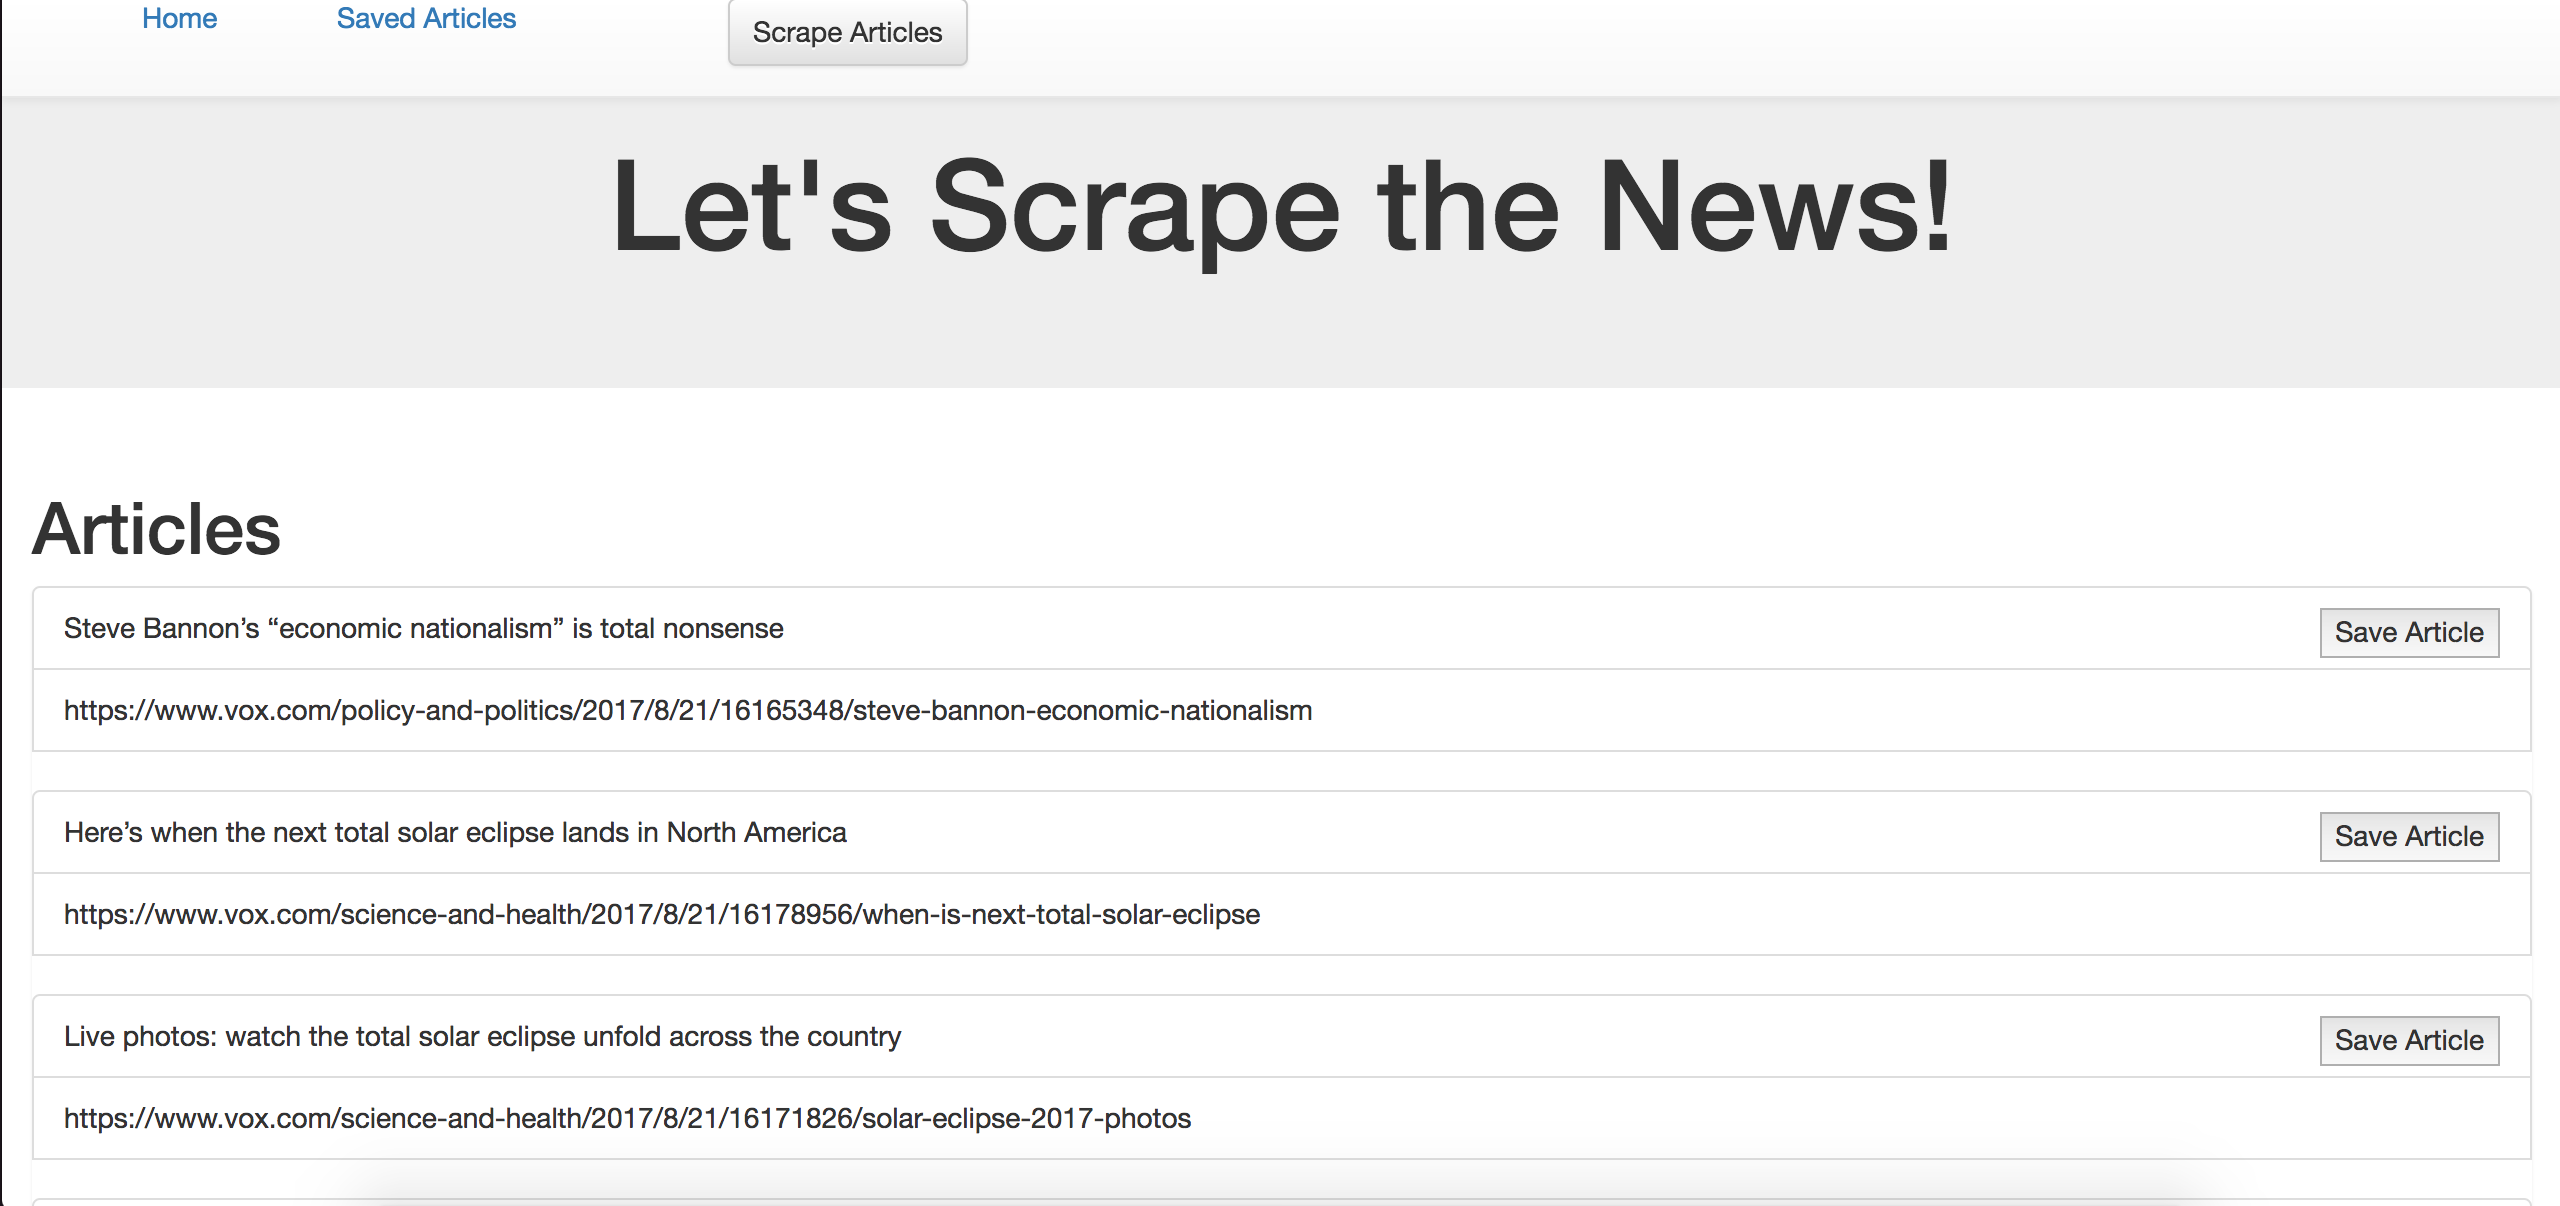 Home Saved Articles Scrape Articles
Let's Scrape the News!
Articles
Steve Bannon’s “economic nationalism” is total nonsense Save Article
https://www.vox.com/policy-and-politics/2017/8/21/16165348/steve-bannon-economic-nationalism
Here’s when the next total solar eclipse lands in North America Save Article
https://www.vox.com/science-and-health/2017/8/21/16178956/when-is-next-total-solar-eclipse
Live photos: watch the total solar eclipse unfold across the country Save Article
https://www.vox.com/science-and-health/2017/8/21/16171826/solar-eclipse-2017-photos